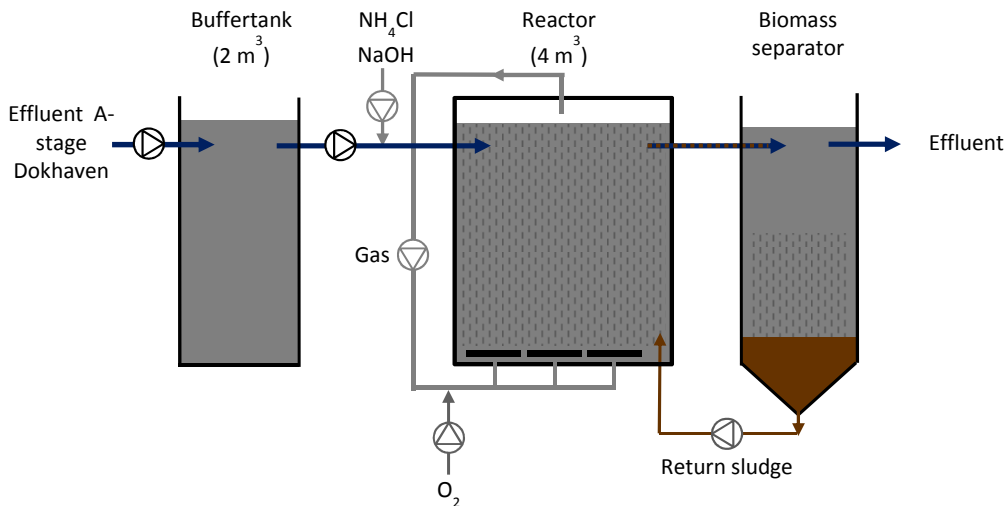 Buffertank
(2 m³)
NH₄Cl
NaOH
Reactor
(4 m³)
Biomass
separator
Effluent A-
stage
Dokhaven
Effluent
Gas
Return sludge
O₂